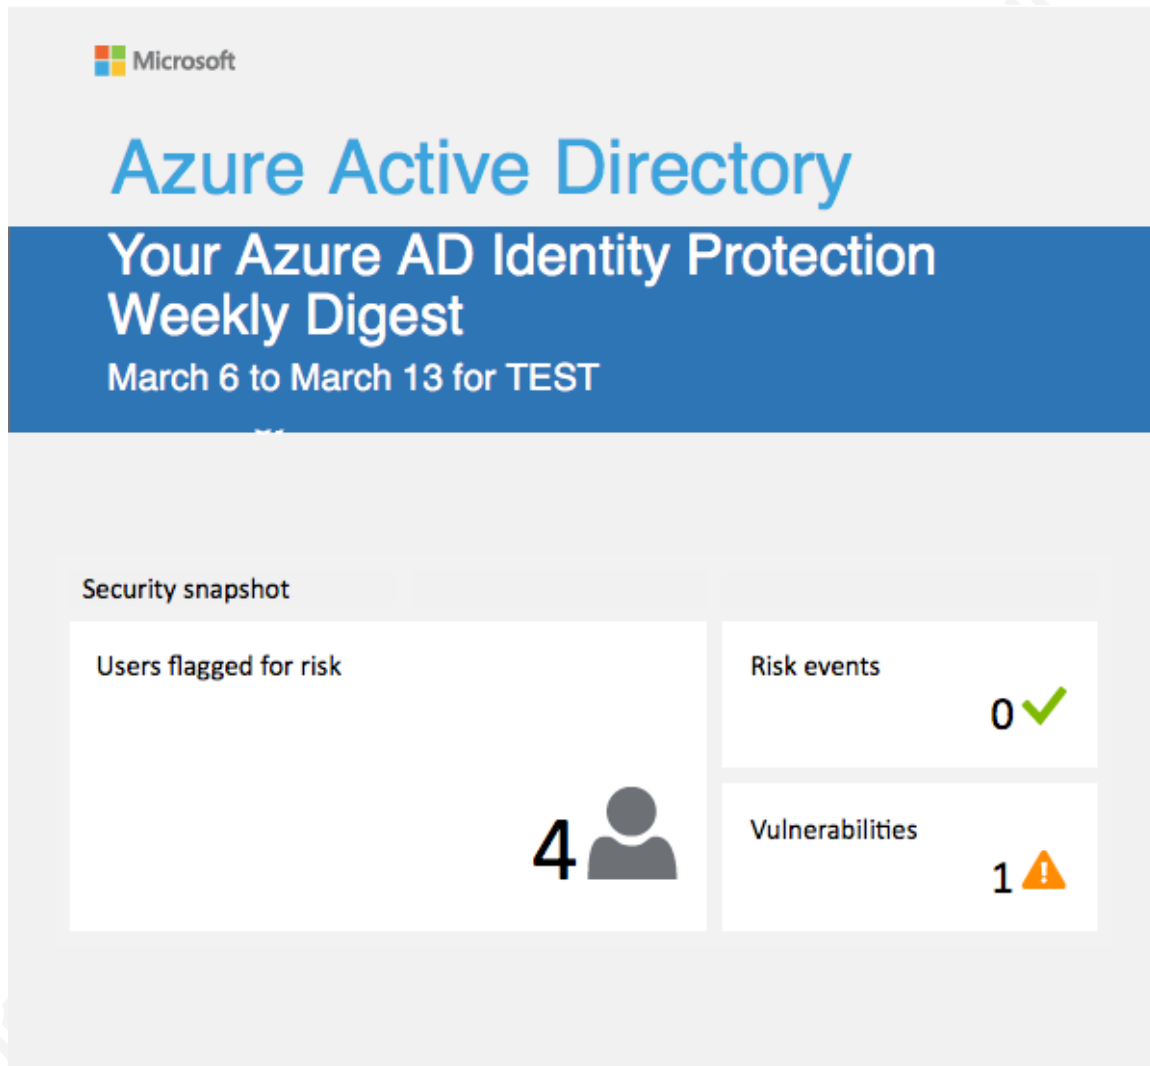 Microsoft
Azure Active Directory
Your Azure AD Identity Protection
Weekly Digest
March 6 to March 13 for TEST
Security snapshot
Users flagged for risk
4
Risk events
0
Vulnerabilities
1